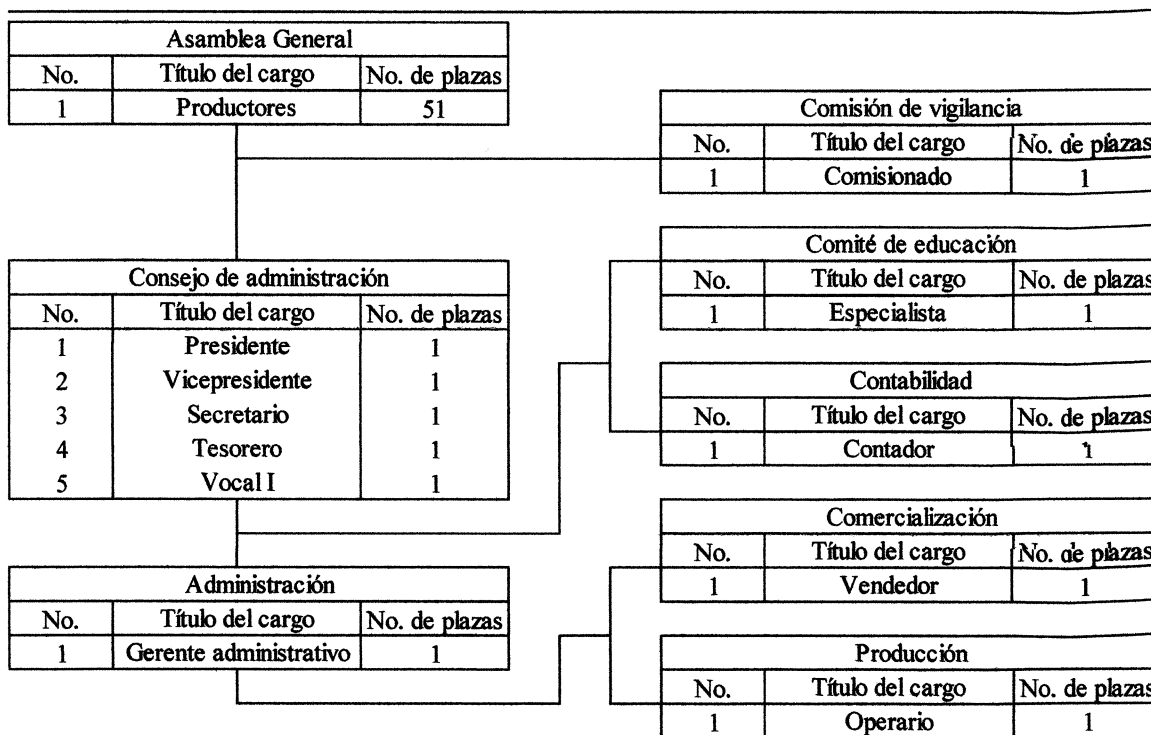 Asamblea General
No. Título del cargo No. de plazas
1 Productores 51
Comisión de vigilancia
No. Título del cargo No. de plazas
1 Comisionado 1
Comité de educación
No. Título del cargo No. de plazas
1 Especialista 1
Consejo de administración
No. Título del cargo No. de plazas
1 Presidente 1
2 Vicepresidente 1
3 Secretario 1
4 Tesorero 1
5 Vocal I 1
Contabilidad
No. Título del cargo No. de plazas
1 Contador 1
Comercialización
No. Título del cargo No. de plazas
1 Vendedor 1
Administración
No. Título del cargo No. de plazas
1 Gerente administrativo 1
Producción
No. Título del cargo No. de plazas
1 Operario 1